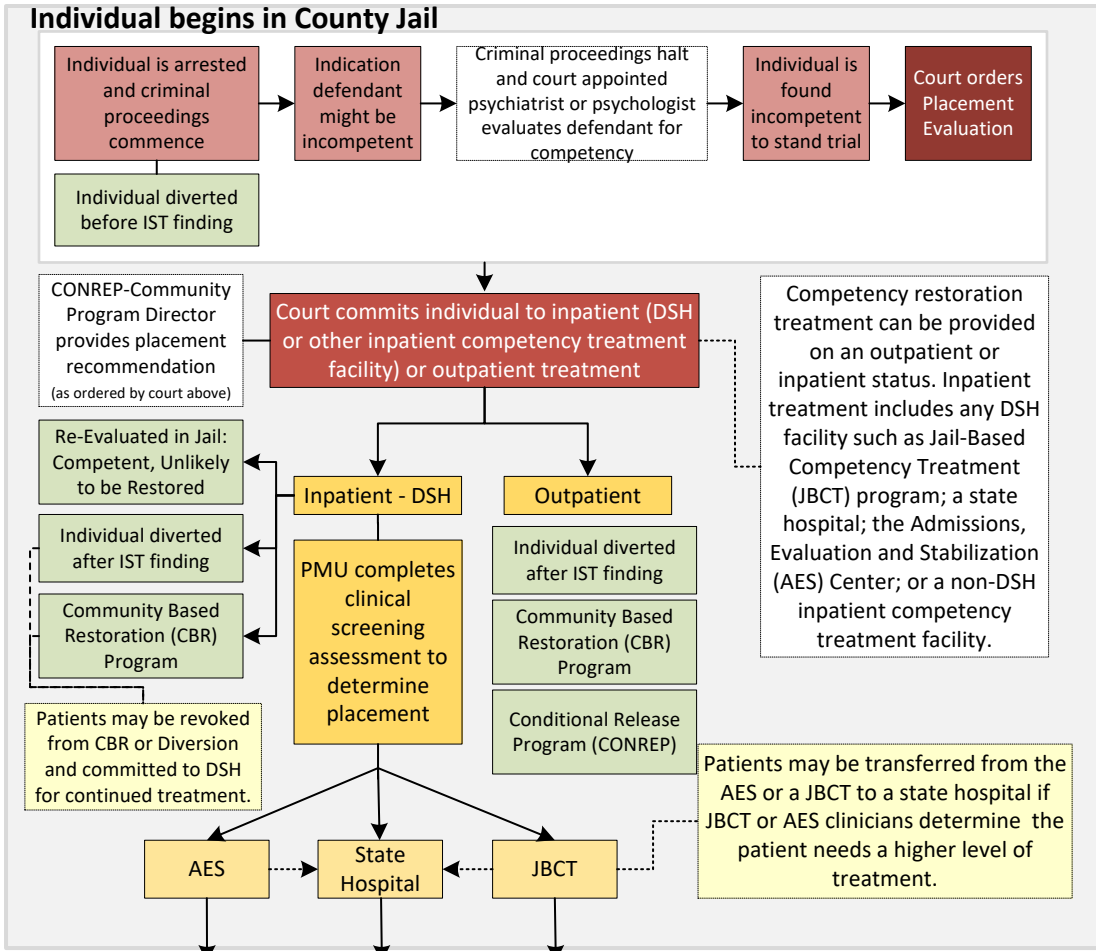 Individual begins in County Jail
Individual is arrested
and criminal
proceedings
commence
Indication
defendant
might be
incompetent
Criminal proceedings halt
and court appointed
psychiatrist or psychologist
evaluates defendant for
competency
Individual is
found
incompetent
to stand trial
Court orders
Placement
Evaluation
Individual diverted
before IST finding
CONREP-Community
Program Director
provides placement
recommendation
(as ordered by court above)
Court commits individual to inpatient (DSH
or other inpatient competency treatment
facility) or outpatient treatment
Competency restoration
treatment can be provided
on an outpatient or
inpatient status. Inpatient
treatment includes any DSH
facility such as Jail-Based
Competency Treatment
(JBCT) program; a state
hospital; the Admissions,
Evaluation and Stabilization
(AES) Center; or a non-DSH
inpatient competency
treatment facility.
Re-Evaluated in Jail:
Competent, Unlikely
to be Restored
Inpatient - DSH
Outpatient
Individual diverted
after IST finding
Community Based
Restoration (CBR)
Program
PMU completes
clinical
screening
assessment to
determine
placement
Individual diverted
after IST finding
Community Based
Restoration (CBR)
Program
Conditional Release
Program (CONREP)
Patients may be revoked
from CBR or Diversion
and committed to DSH
for continued treatment.
Patients may be transferred from the
AES or a JBCT to a state hospital if
JBCT or AES clinicians determine the
patient needs a higher level of
treatment.
AES
State
Hospital
JBCT